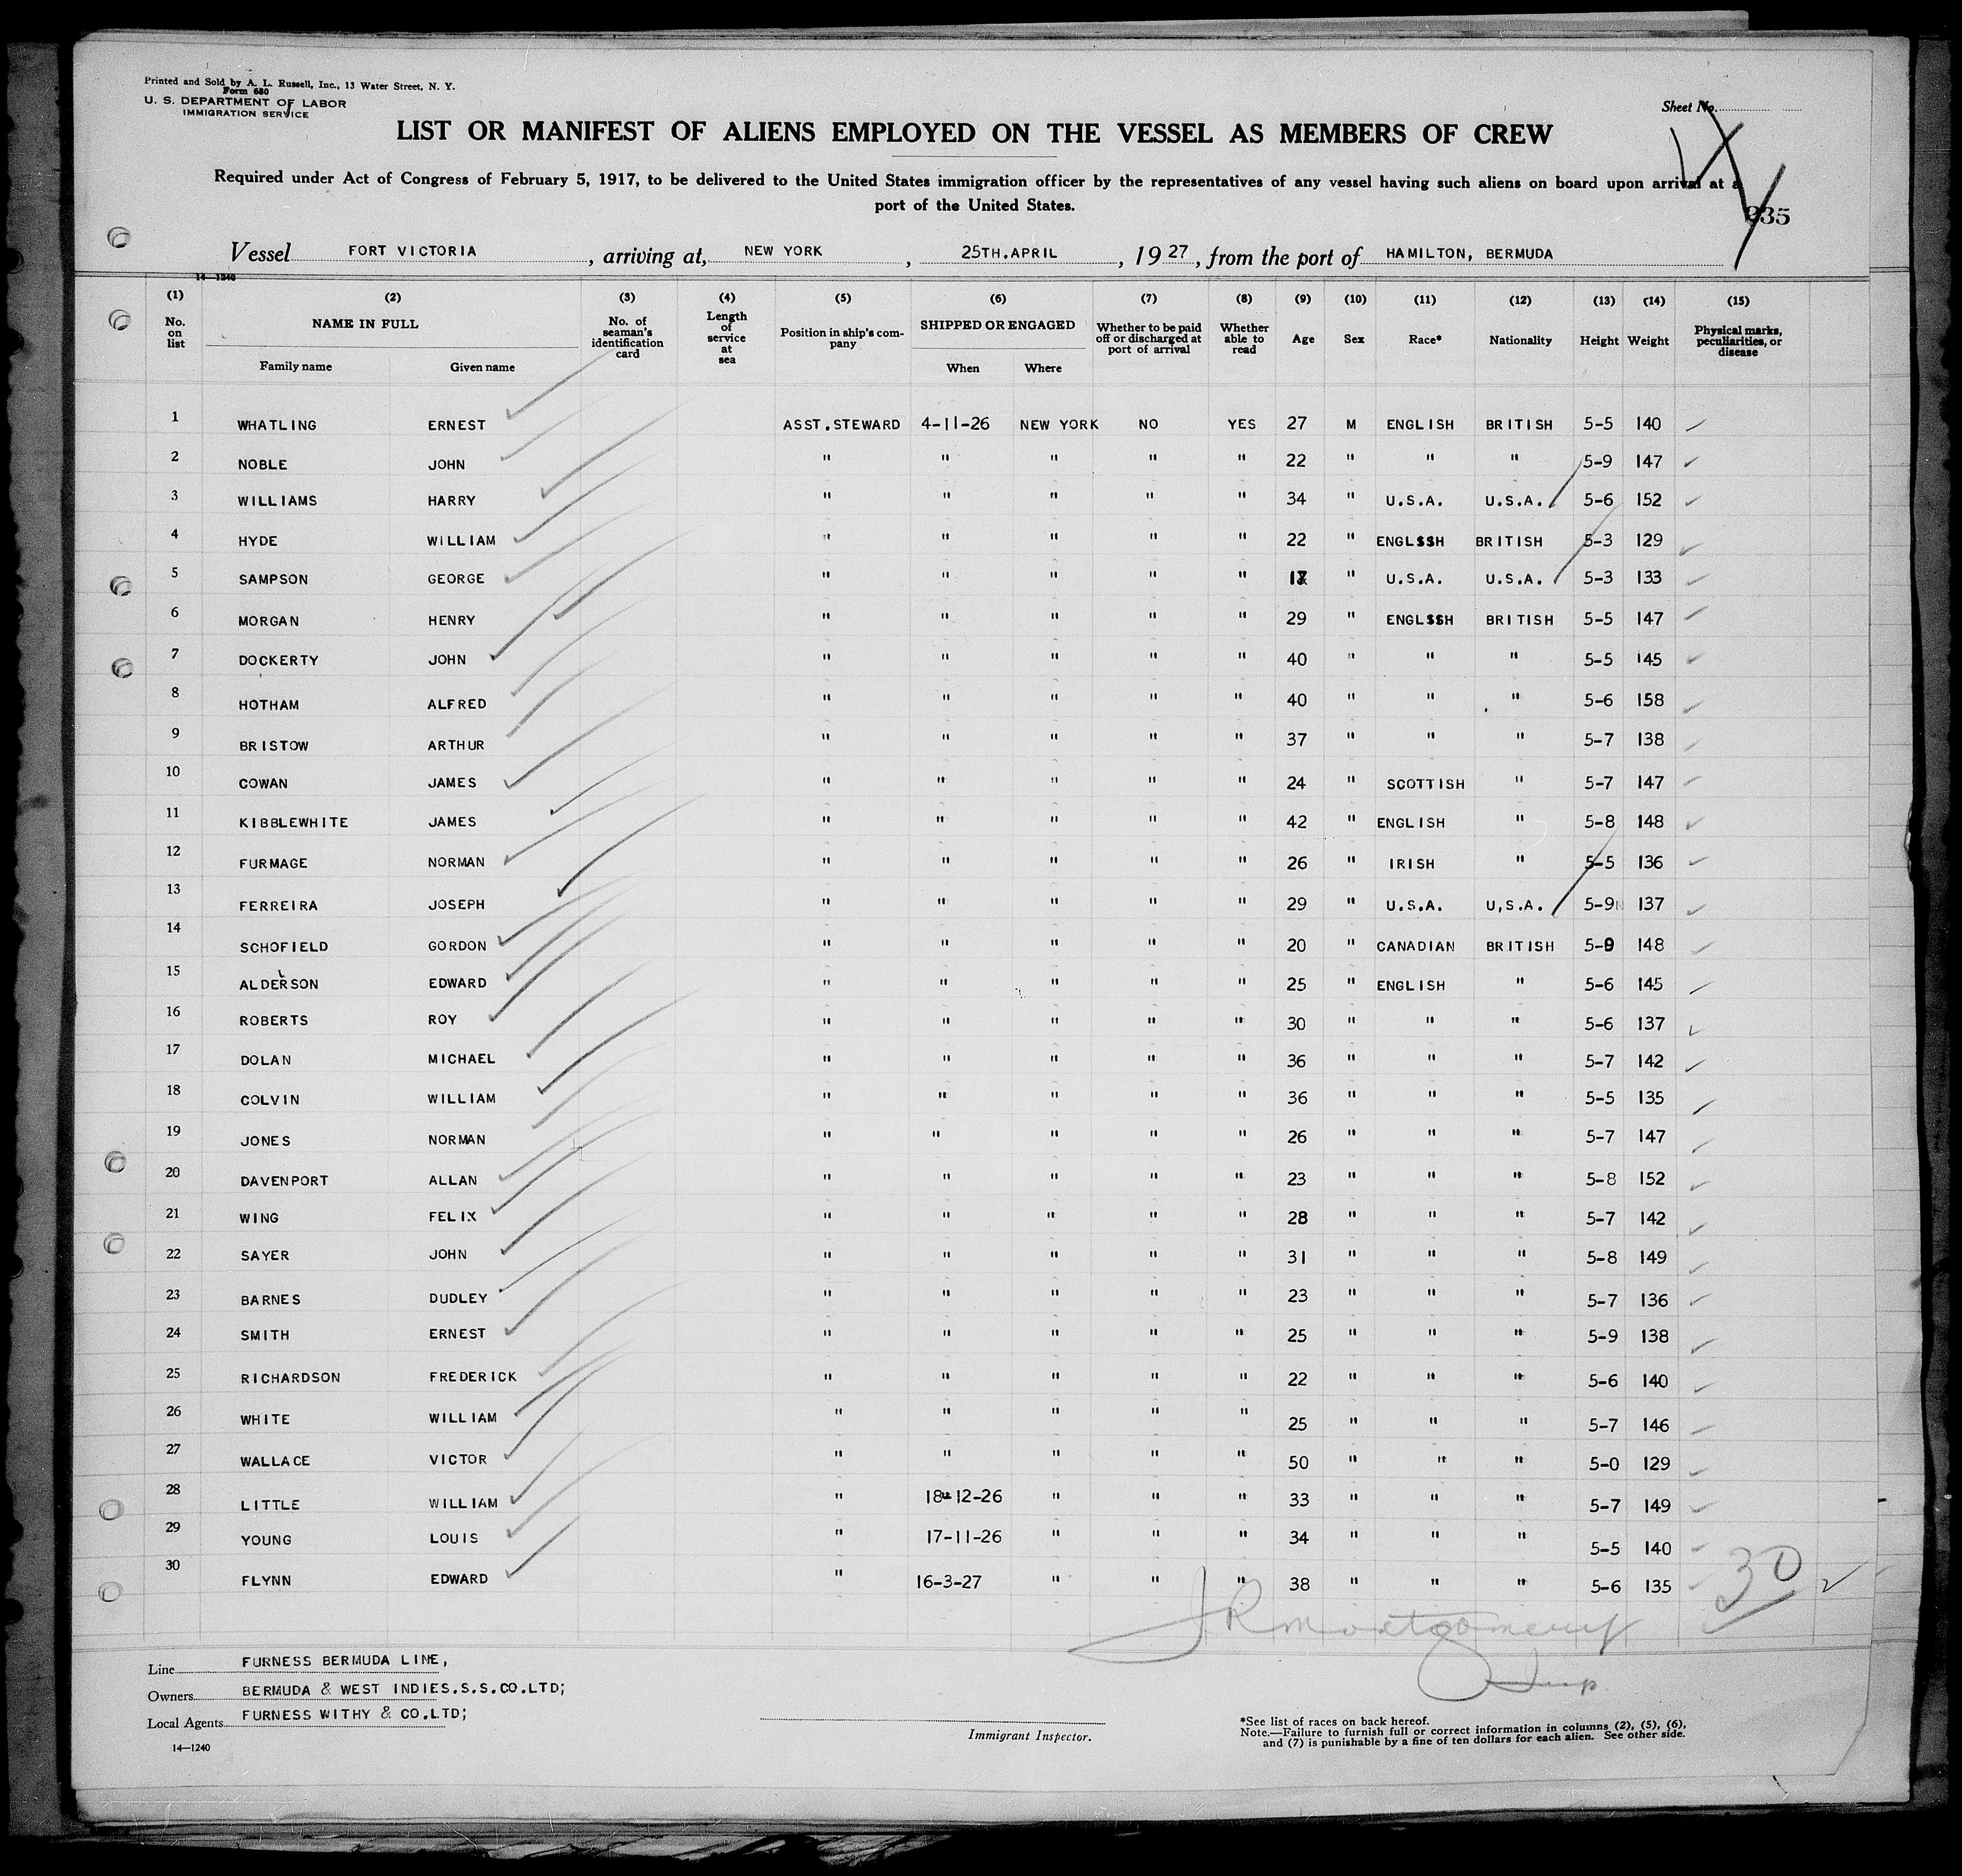 Printed and Sold by A. L. Russell, Inc., 13 Water Street, N. Y.
Form 680
U. S. DEPARTMENT OF LABOR
IMMIGRATION SERVICE
Sheet No.
LIST OR MANIFEST OF ALIENS EMPLOYED ON THE VESSEL AS MEMBERS OF CREW
Required under Act of Congress of February 5, 1917, to be delivered to the United States immigration officer by the representatives of any vessel having such aliens on board upon arrival at a
port of the United States.
Vessel FORT VICTORIA , arriving at, NEW YORK , 25TH.APRIL , 19 27 , from the port of HAMILTON, BERMUDA
14—1240
(1) (2) (3) (4) (5) (6) (7) (8) (9) (10) (11) (12) (13) (14) (15)
No. on list NAME IN FULL Family name Given name No. of seaman's identification card Length of service at sea Position in ship's company SHIPPED OR ENGAGED When Where Whether to be paid off or discharged at port of arrival Whether able to read Age Sex Race* Nationality Height Weight Physical marks, peculiarities, or disease
1 WHATLING ERNEST ASST.STEWARD 4-11-26 NEW YORK NO YES 27 M ENGLISH BRITISH 5-5 140
2 NOBLE JOHN " " " " " 22 " " " 5-9 147
3 WILLIAMS HARRY " " " " " 34 " U.S.A. U.S.A. 5-6 152
4 HYDE WILLIAM " " " " " 22 " ENGLSSH BRITISH 5-3 129
5 SAMPSON GEORGE " " " " " " U.S.A. U.S.A. 5-3 133
6 MORGAN HENRY " " " " " 29 " ENGLSSH BRITISH 5-5 147
7 DOCKERTY JOHN " " " " " 40 " " " 5-5 145
8 HOTHAM ALFRED " " " " " 40 " " " 5-6 158
9 BRISTOW ARTHUR " " " " " 37 " " " 5-7 138
10 COWAN JAMES " " " " " 24 " SCOTTISH " 5-7 147
11 KIBBLEWHITE JAMES " " " " " 42 " ENGLISH " 5-8 148
12 FURMAGE NORMAN " " " " " 26 " IRISH " 5-5 136
13 FERREIRA JOSEPH " " " " " 29 " U.S.A. U,S.A. 5-9 137
14 SCHOFIELD GORDON " " " " " 20 " CANADIAN BRITISH 5-9 148
15 ALDERSON EDWARD " " " " " 25 " ENGLISH " 5-6 145
16 ROBERTS ROY " " " " " 30 " " " 5-6 137
17 DOLAN MICHAEL " " " " " 36 " " " 5-7 142
18 COLVIN WILLIAM " " " " " 36 " " " 5-5 135
19 JONES NORMAN " " " " " 26 " " " 5-7 147
20 DAVENPORT ALLAN " " " " " 23 " " " 5-8 152
21 WING FELIX " " " " " 28 " " " 5-7 142
22 SAYER JOHN " " " " " 31 " " " 5-8 149
23 BARNES DUDLEY " " " " " 23 " " " 5-7 136
24 SMITH ERNEST " " " " " 25 " " " 5-9 138
25 RICHARDSON FREDERICK " " " " " 22 " " " 5-6 140
26 WHITE WILLIAM " " " " " 25 " " " 5-7 146
27 WALLACE VICTOR " " " " " 50 " " " 5-0 129
28 LITTLE WILLIAM " 18-12-26 " " " 33 " " " 5-7 149
29 YOUNG LOUIS " 17-11-26 " " " 34 " " " 5-5 140
30 FLYNN EDWARD " 16-3-27 " " " 38 " " " 5-6 135
30
J R Montgomery
Insp.
Line FURNESS BERMUDA LINE,
Owners BERMUDA & WEST INDIES.S.S.CO.LTD;
Local Agents FURNESS WITHY & CO.LTD;
14—1240
Immigrant Inspector.
*See list of races on back hereof.
Note.—Failure to furnish full or correct information in columns (2), (5), (6),
and (7) is punishable by a fine of ten dollars for each alien. See other side.